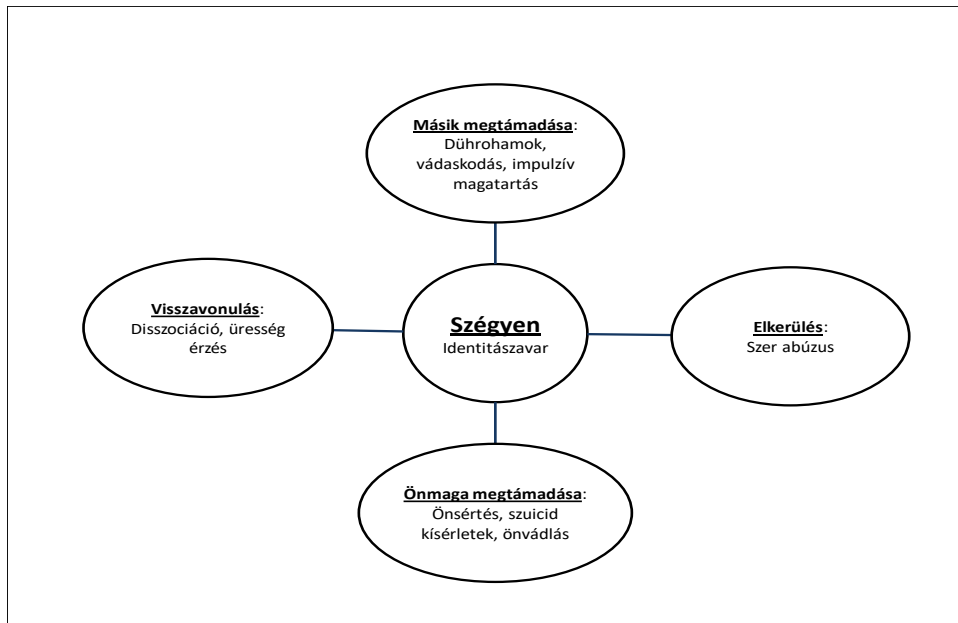 Másik megtámadása:
Dührohamok,
vádaskodás, impulzív
magatartás
Visszavonulás:
Disszociáció, üresség
érzés
Szégyen
Identitászavar
Elkerülés:
Szer abúzus
Önmaga megtámadása:
Önsértés, szuicid
kísérletek, önvádlás